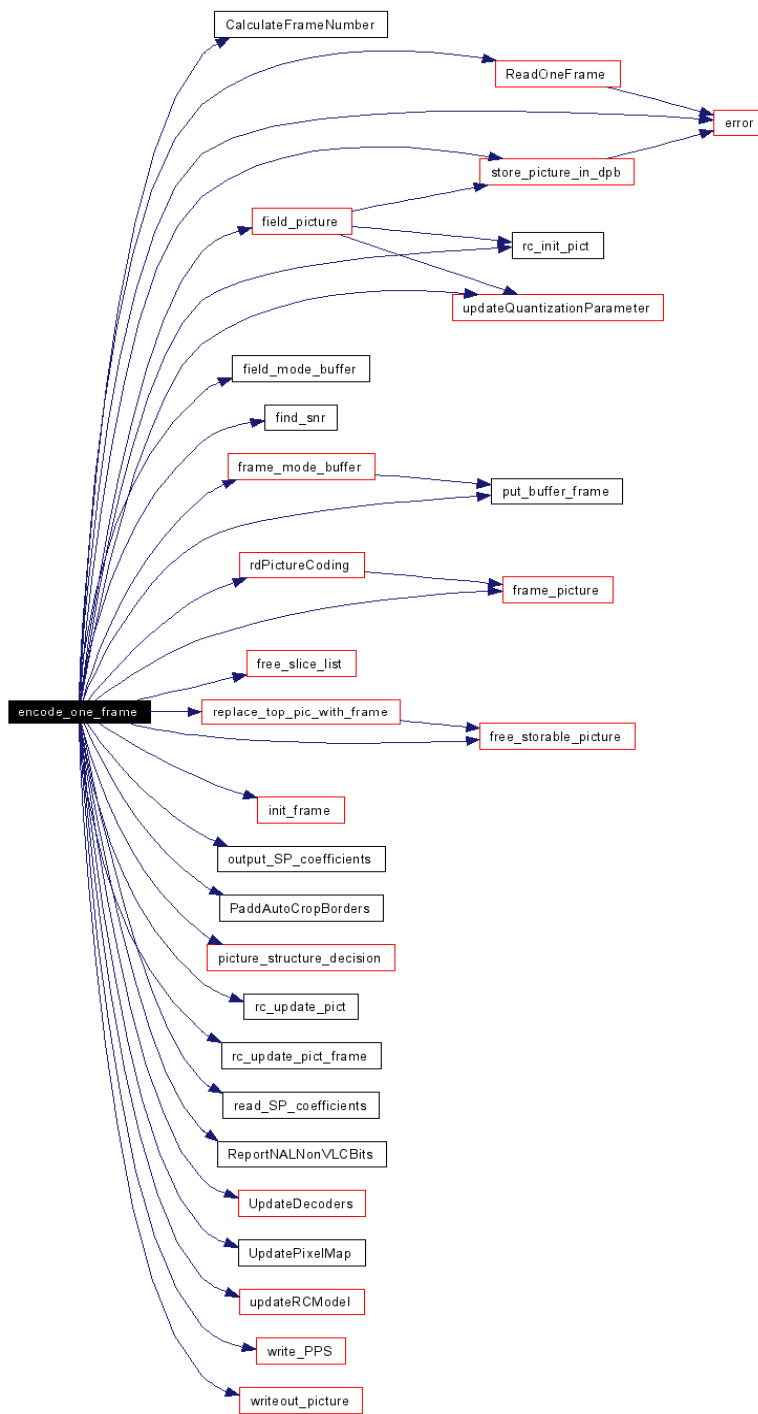 CalculateFrameNumber
ReadOneFrame
error
store_picture_in_dpb
field_picture
rc_init_pict
updateQuantizationParameter
field_mode_buffer
find_snr
frame_mode_buffer
put_buffer_frame
rdPictureCoding
frame_picture
free_slice_list
encode_one_frame
replace_top_pic_with_frame
free_storable_picture
init_frame
output_SP_coefficients
PaddAutoCropBorders
picture_structure_decision
rc_update_pict
rc_update_pict_frame
read_SP_coefficients
ReportNALNonVLCBits
UpdateDecoders
UpdatePixelMap
updateRCModel
write_PPS
writeout_picture